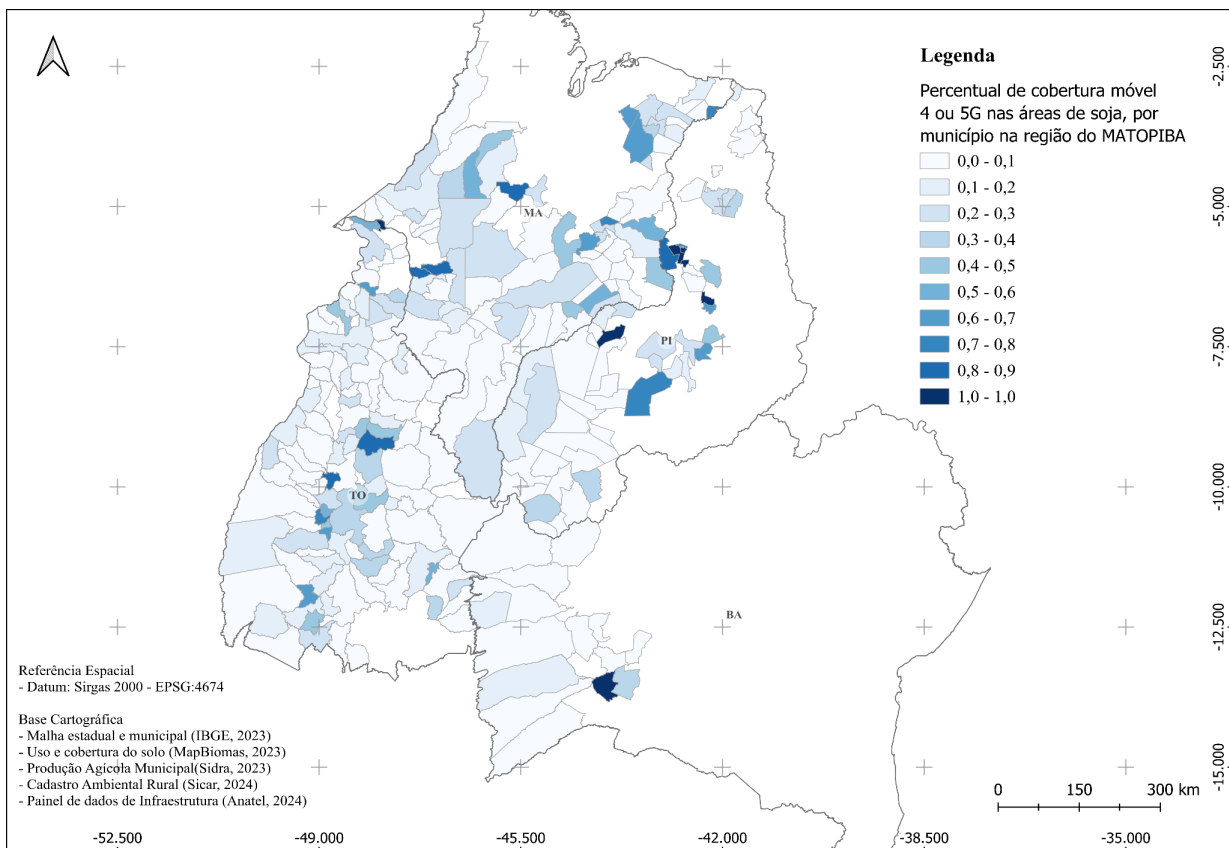 Legenda
Percentual de cobertura móvel
4 ou 5G nas áreas de soja, por
município na região do MATOPIBA
0,0 - 0,1
0,1 - 0,2
0,2 - 0,3
0,3 - 0,4
0,4 - 0,5
0,5 - 0,6
0,6 - 0,7
0,7 - 0,8
0,8 - 0,9
1,0 - 1,0
-2.500
-5.000
-7.500
-10.000
-12.500
-15.000
MA
PI
TO
BA
Referência Espacial
- Datum: Sirgas 2000 - EPSG:4674
Base Cartográfica
- Malha estadual e municipal (IBGE, 2023)
- Uso e cobertura do solo (MapBiomas, 2023)
- Produção Agícola Municipal(Sidra, 2023)
- Cadastro Ambiental Rural (Sicar, 2024)
- Painel de dados de Infraestrutura (Anatel, 2024)
0 150 300 km
-52.500 -49.000 -45.500 -42.000 -38.500 -35.000